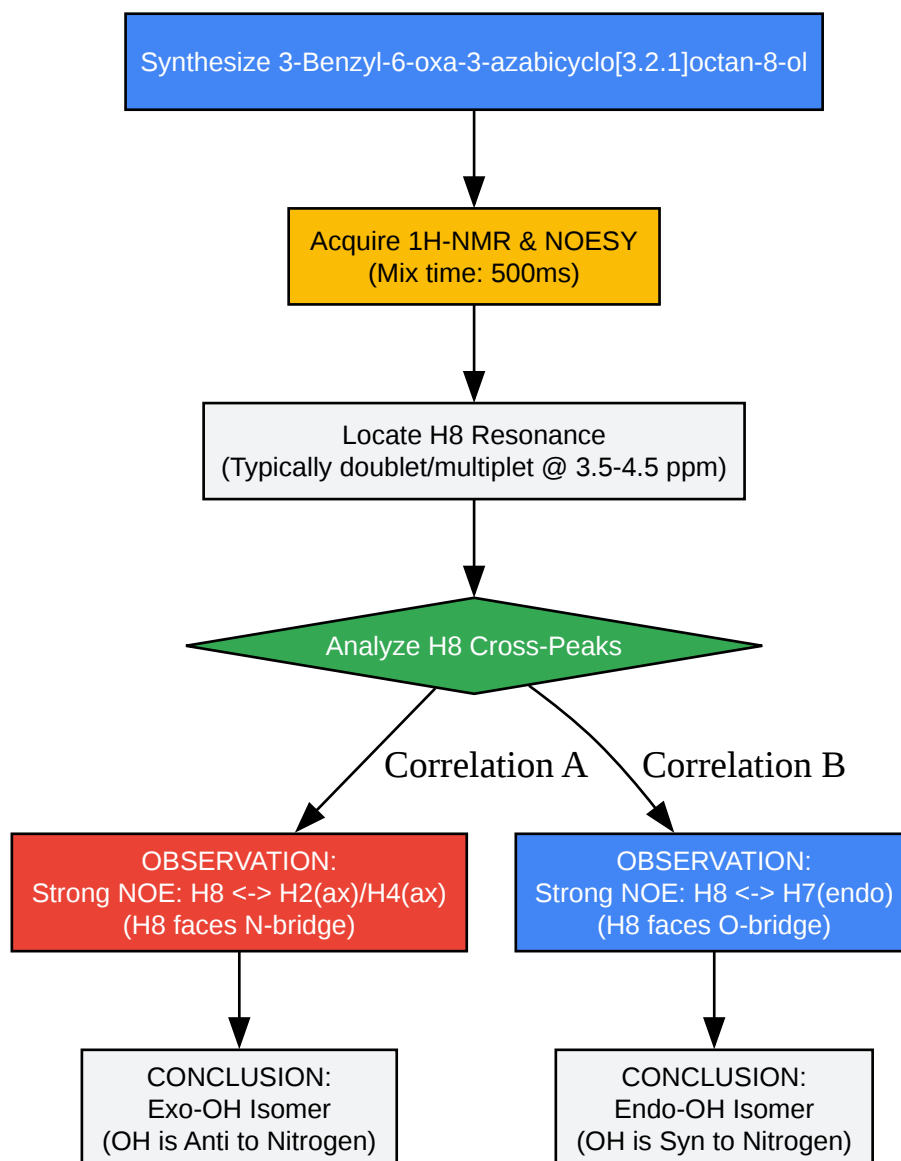 Synthesize 3-Benzyl-6-oxa-3-azabicyclo[3.2.1]octan-8-ol
Acquire 1H-NMR & NOESY
(Mix time: 500ms)
Locate H8 Resonance
(Typically doublet/multiplet @ 3.5-4.5 ppm)
Analyze H8 Cross-Peaks
Correlation A
Correlation B
OBSERVATION:
Strong NOE: H8 <-> H2(ax)/H4(ax)
(H8 faces N-bridge)
OBSERVATION:
Strong NOE: H8 <-> H7(endo)
(H8 faces O-bridge)
CONCLUSION:
Exo-OH Isomer
(OH is Anti to Nitrogen)
CONCLUSION:
Endo-OH Isomer
(OH is Syn to Nitrogen)